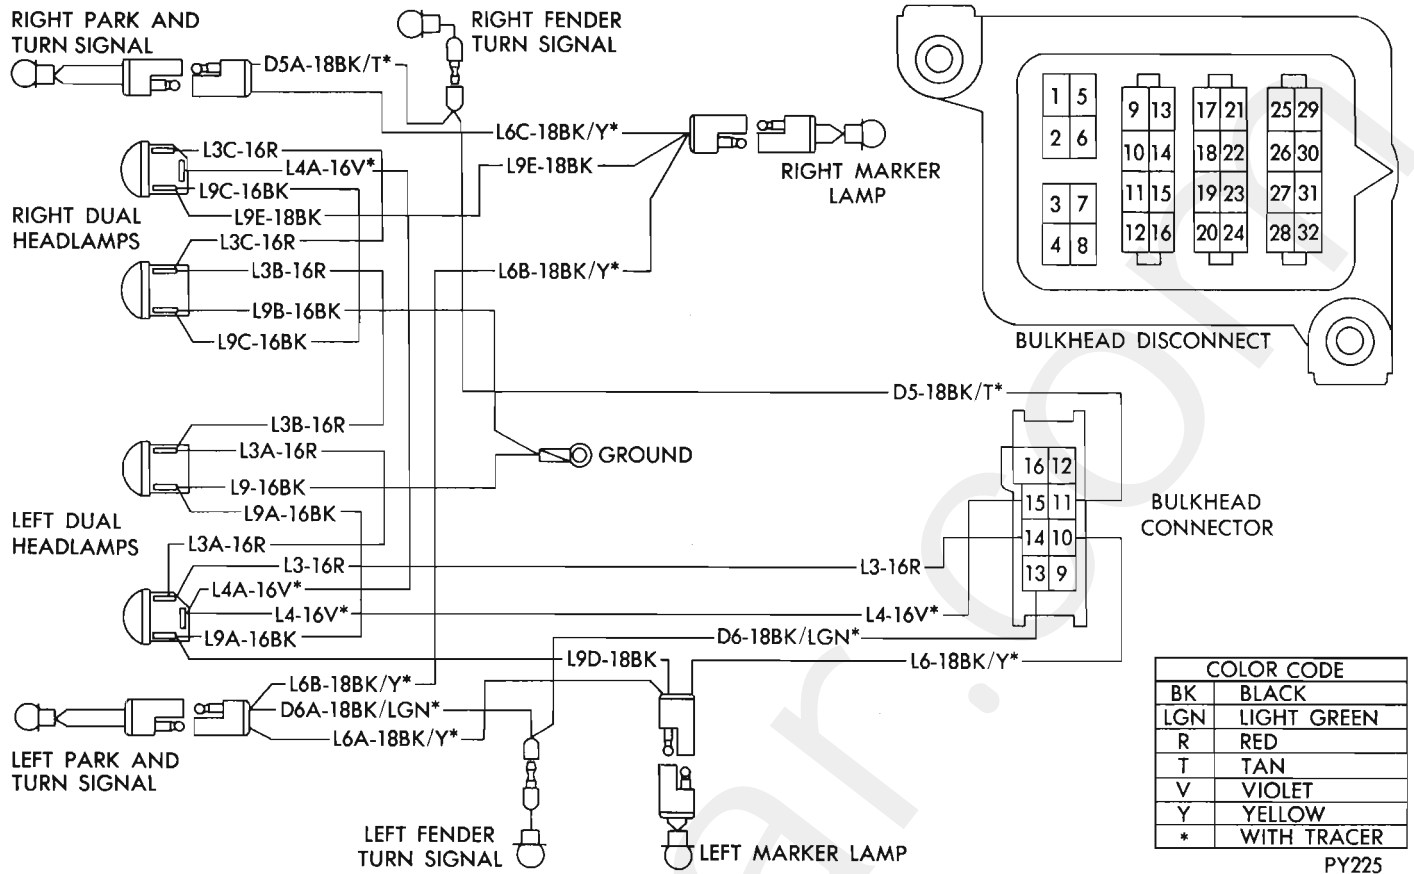 RIGHT PARK AND
TURN SIGNAL
D5A-18BK/T*
RIGHT FENDER
TURN SIGNAL
L6C-18BK/Y*
L9E-18BK
RIGHT MARKER
LAMP
L3C-16R
L4A-16V*
L9C-16BK
L9E-18BK
RIGHT DUAL
HEADLAMPS
L3C-16R
L3B-16R
L6B-18BK/Y*
L9B-16BK
L9C-16BK
1 5
2 6
3 7
4 8
9 13
10 14
11 15
12 16
17 21
18 22
19 23
20 24
25 29
26 30
27 31
28 32
BULKHEAD DISCONNECT
D5-18BK/T*
L3B-16R
L3A-16R
GROUND
L9-16BK
L9A-16BK
LEFT DUAL
HEADLAMPS
L3A-16R
L3-16R
L3-16R
L4A-16V*
L4-16V*
L4-16V*
L9A-16BK
D6-18BK/LGN*
L9D-18BK
L6-18BK/Y*
16 12
15 11
14 10
13 9
BULKHEAD
CONNECTOR
L6B-18BK/Y*
D6A-18BK/LGN*
L6A-18BK/Y*
LEFT PARK AND
TURN SIGNAL
LEFT FENDER
TURN SIGNAL
LEFT MARKER LAMP
COLOR CODE
BK BLACK
LGN LIGHT GREEN
R RED
T TAN
V VIOLET
Y YELLOW
* WITH TRACER
PY225
ar.com